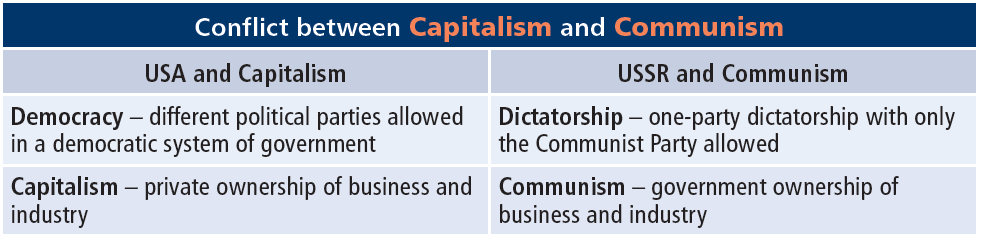 Conflict between Capitalism and Communism
USA and Capitalism
USSR and Communism
Democracy – different political parties allowed
in a democratic system of government
Dictatorship – one-party dictatorship with only
the Communist Party allowed
Capitalism – private ownership of business and
industry
Communism – government ownership of
business and industry